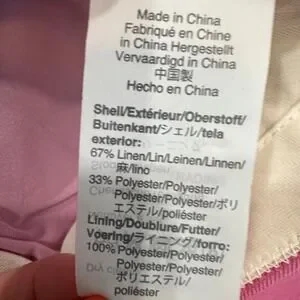 Made in China
Fabriqué en Chine
in China Hergestellt
Vervaardigd in China
中国製
Hecho en China
Shell/Extérieur/Oberstoff/
Buitenkant/シェル/tela
exterior:
67% Linen/Lin/Leinen/Linnen/
麻/lino
33% Polyester/Polyester/
Polyester/Polyester/ポリ
エステル/poliéster
Lining/Doublure/Futter/
Voering/ライニング/forro:
100% Polyester/Polyester/
Polyester/Polyester/
ポリエステル/
poliéster